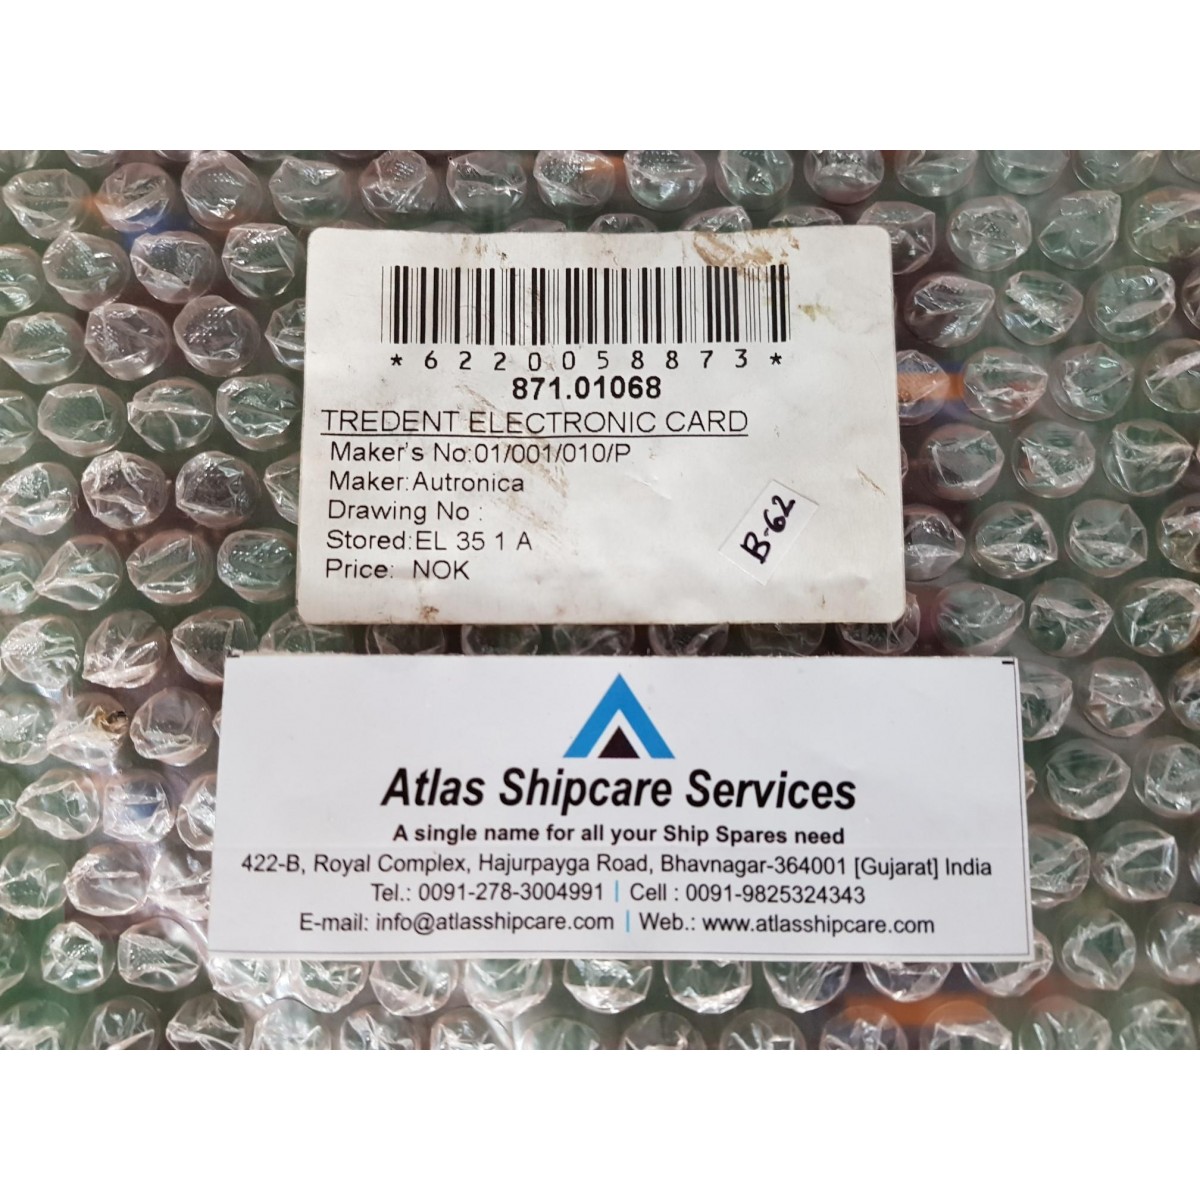 *6220058873*
871.01068
TREDENT ELECTRONIC CARD
Maker's No:01/001/010/P
Maker:Autronica
Drawing No :
Stored:EL 35 1 A
Price: NOK
B-62
Atlas Shipcare Services
A single name for all your Ship Spares need
422-B, Royal Complex, Hajurpayga Road, Bhavnagar-364001 [Gujarat] India
Tel.: 0091-278-3004991 | Cell : 0091-9825324343
E-mail: info@atlasshipcare.com | Web.: www.atlasshipcare.com